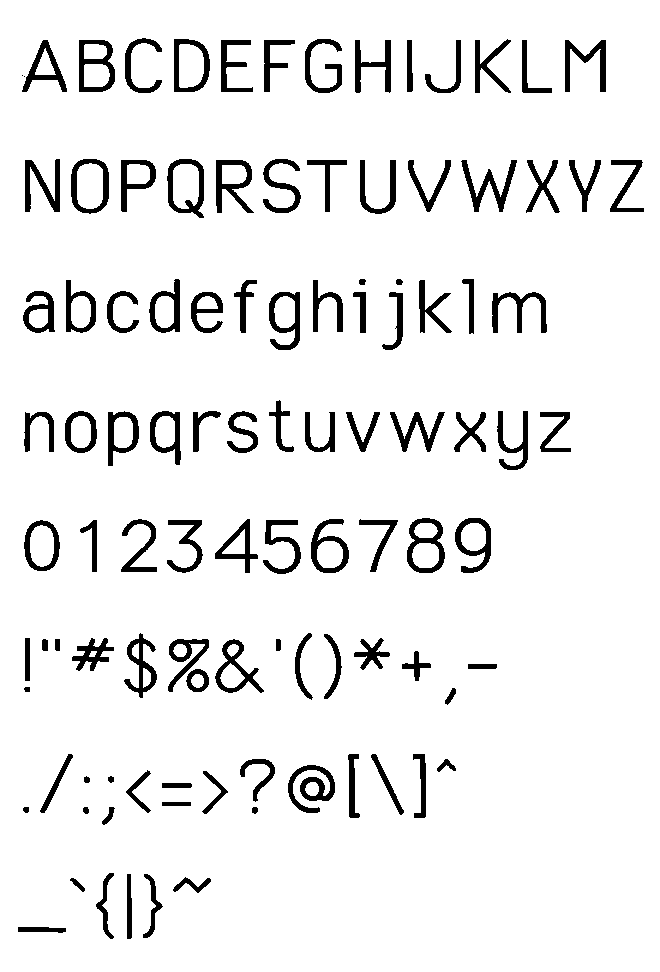 ABCDEFGHIJKLM
NOPQRSTUVWXYZ
abcdefghijklm
nopqrstuvwxyz
0123456789
!"#$%&'()*+,-
./:;<=>?@[\]^
_`{|}~